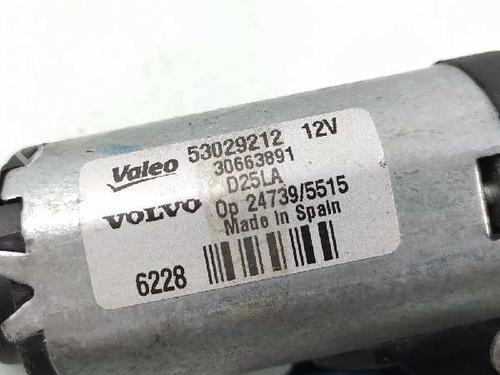 Valeo 53029212 12V
30663891
D25LA
VOLVO Op 24739/5515
Made in Spain
6228